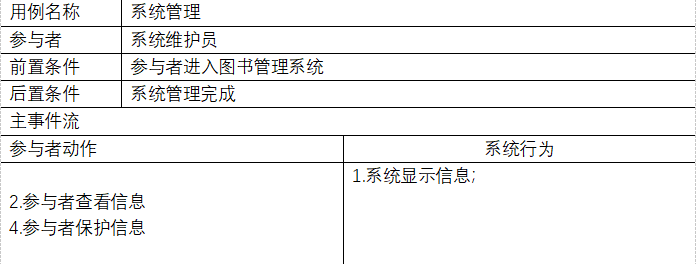 用例名称 系统管理
参与者 系统维护员
前置条件 参与者进入图书管理系统
后置条件 系统管理完成
主事件流
参与者动作 系统行为
1.系统显示信息;
2.参与者查看信息
4.参与者保护信息